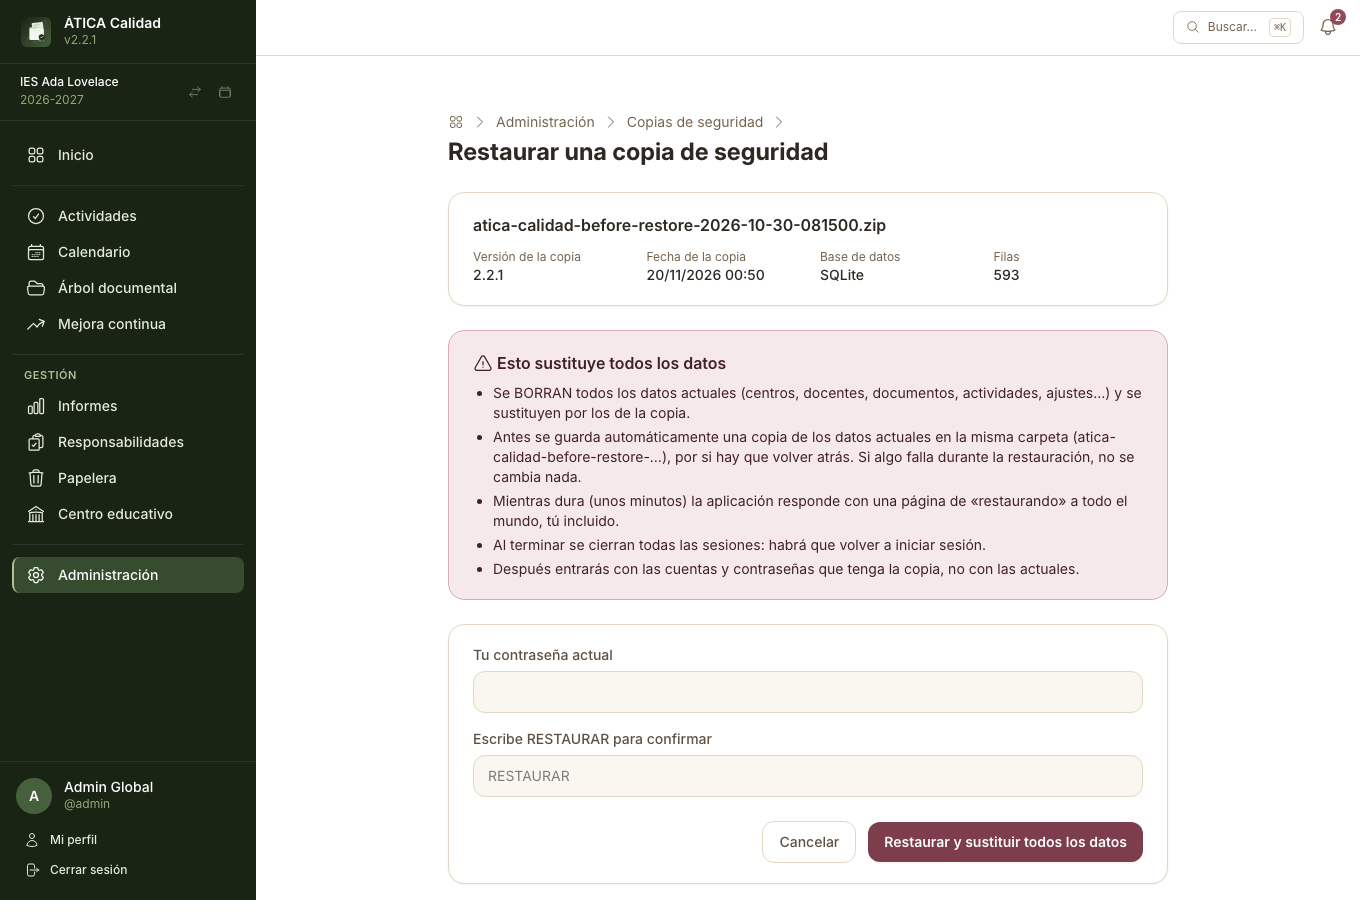 ÁTICA Calidad
v2.2.1
IES Ada Lovelace
2026-2027
Inicio
Actividades
Calendario
Árbol documental
Mejora continua
GESTIÓN
Informes
Responsabilidades
Papelera
Centro educativo
Administración
A
Admin Global
@admin
Mi perfil
Cerrar sesión
Buscar...
⌘K
2
Administración
Copias de seguridad
Restaurar una copia de seguridad
atica-calidad-before-restore-2026-10-30-081500.zip
Versión de la copia
2.2.1
Fecha de la copia
20/11/2026 00:50
Base de datos
SQLite
Filas
593
Esto sustituye todos los datos
Se BORRAN todos los datos actuales (centros, docentes, documentos, actividades, ajustes...) y se
sustituyen por los de la copia.
Antes se guarda automáticamente una copia de los datos actuales en la misma carpeta (atica-
calidad-before-restore-...), por si hay que volver atrás. Si algo falla durante la restauración, no se
cambia nada.
Mientras dura (unos minutos) la aplicación responde con una página de «restaurando» a todo el
mundo, tú incluido.
Al terminar se cierran todas las sesiones: habrá que volver a iniciar sesión.
Después entrarás con las cuentas y contraseñas que tenga la copia, no con las actuales.
Tu contraseña actual
Escribe RESTAURAR para confirmar
RESTAURAR
Cancelar
Restaurar y sustituir todos los datos